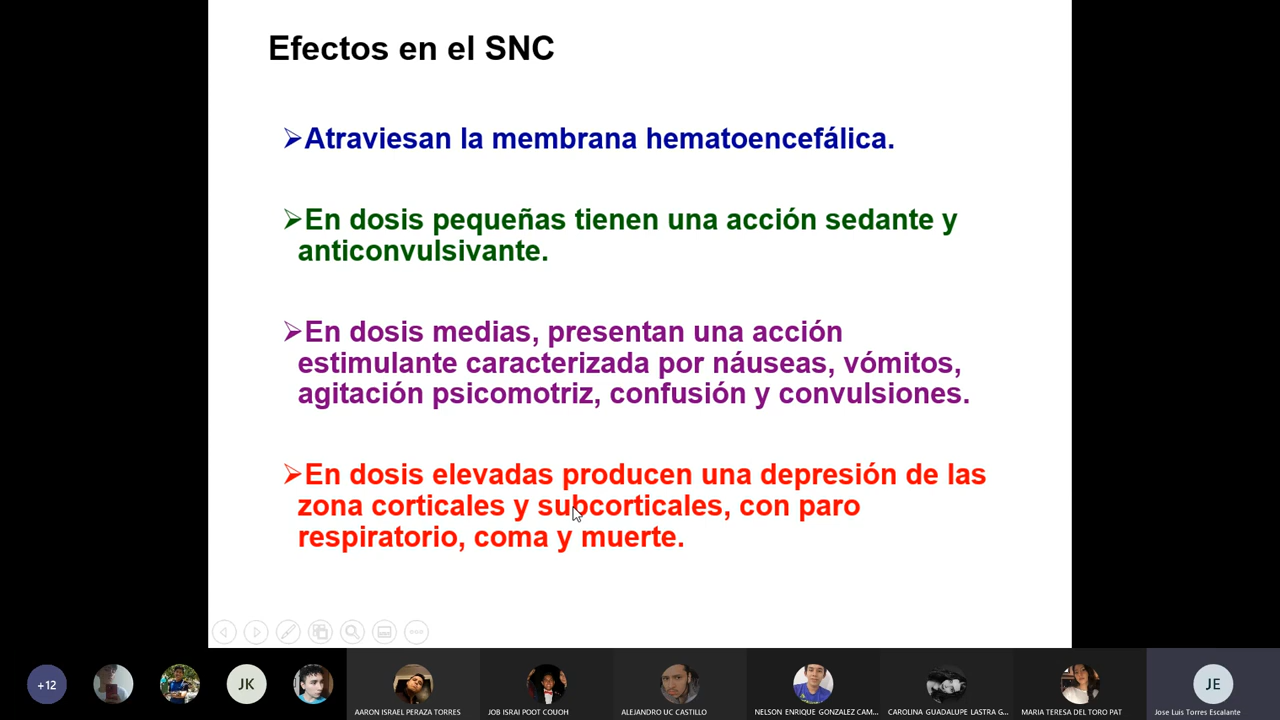 Efectos en el SNC
Atraviesan la membrana hematoencefálica.
En dosis pequeñas tienen una acción sedante y
anticonvulsivante.
En dosis medias, presentan una acción
estimulante caracterizada por náuseas, vómitos,
agitación psicomotriz, confusión y convulsiones.
En dosis elevadas producen una depresión de las
zona corticales y subcorticales, con paro
respiratorio, coma y muerte.
+12
JK
JE
AARON ISRAEL PERAZA TORRES
JOB ISRAI POOT COUOH
ALEJANDRO UC CASTILLO
NELSON ENRIQUE GONZALEZ CAM...
CAROLINA GUADALUPE LASTRA G...
MARIA TERESA DEL TORO PAT
Jose Luis Torres Escalante